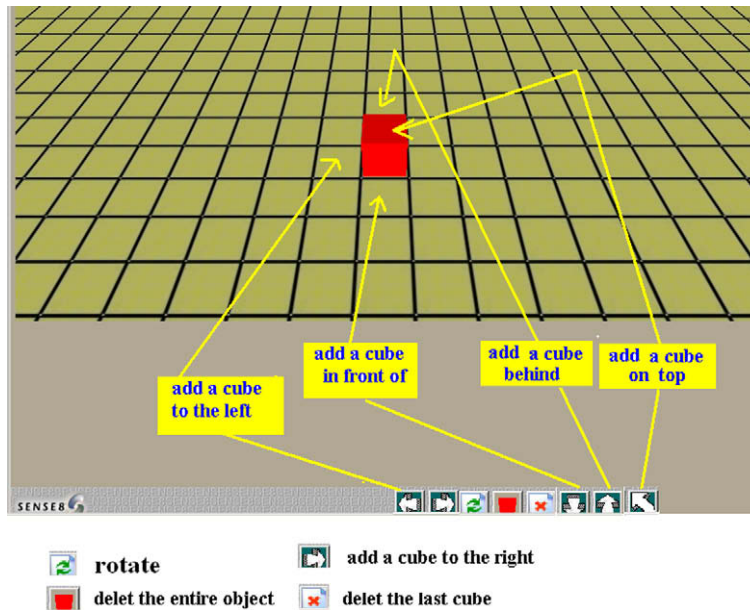 add a cube
in front of
add a cube
behind
add a cube
on top
add a cube
to the left
SENSE8
rotate
add a cube to the right
delet the entire object
delet the last cube